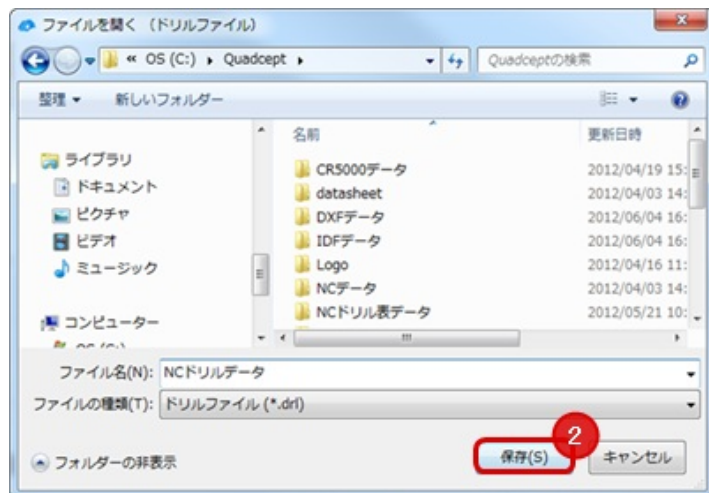 ファイルを開く （ドリルファイル）
« OS (C:) ▸ Quadcept ▸
Quadceptの検索
整理 新しいフォルダー
名前 更新日時
ライブラリ
ドキュメント
ピクチャ
ビデオ
ミュージック
コンピューター
OS (C:)
CR5000データ 2012/04/19 15:
datasheet 2012/04/03 14:
DXFデータ 2012/06/04 16:
IDFデータ 2012/06/04 16:
Logo 2012/04/16 11:
NCデータ 2012/04/03 14:
NCドリル表データ 2012/05/21 10:
ファイル名(N): NCドリルデータ
ファイルの種類(T): ドリルファイル (*.drl)
2
フォルダーの非表示
保存(S)
キャンセル